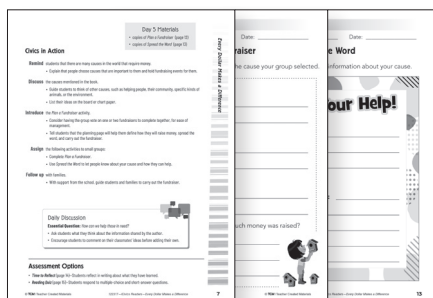 Day 5 Materials
• copies of Plan a Fundraiser (page 12)
• copies of Spread the Word (page 13)
Civics in Action
Remind students that there are many causes in the world that require money.
• Explain that people choose causes that are important to them and hold fundraising events for them.
Discuss the causes mentioned in the book.
• Guide students to think of other causes, such as helping people, their community, specific kinds of
animals, or the environment.
• List their ideas on the board or chart paper.
Introduce the Plan a Fundraiser activity.
• Consider having the group vote on one or two fundraisers to complete together, for ease of
management.
• Tell students that the planning page will help them define how they will raise money, spread the
word, and carry out the fundraiser.
Assign the following activities to small groups:
• Complete Plan a Fundraiser.
• Use Spread the Word to let people know about your cause and how they can help.
Follow up with families.
• With support from the school, guide students and families to carry out the fundraiser.
Daily Discussion
Essential Question: How can we help those in need?
• Ask students what they think about the information shared by the author.
• Encourage students to comment on their classmates' ideas before adding their own.
Assessment Options
• Time to Reflect (page 14)–Students reflect in writing about what they have learned.
• Reading Quiz (page 15)–Students respond to multiple-choice and short answer questions.
Every Dollar Makes a Difference
© TCM Teacher Created Materials
7
Date:
raiser
the cause your group selected.
uch money was raised?
Date:
e Word
information about your cause.
our Help!
13